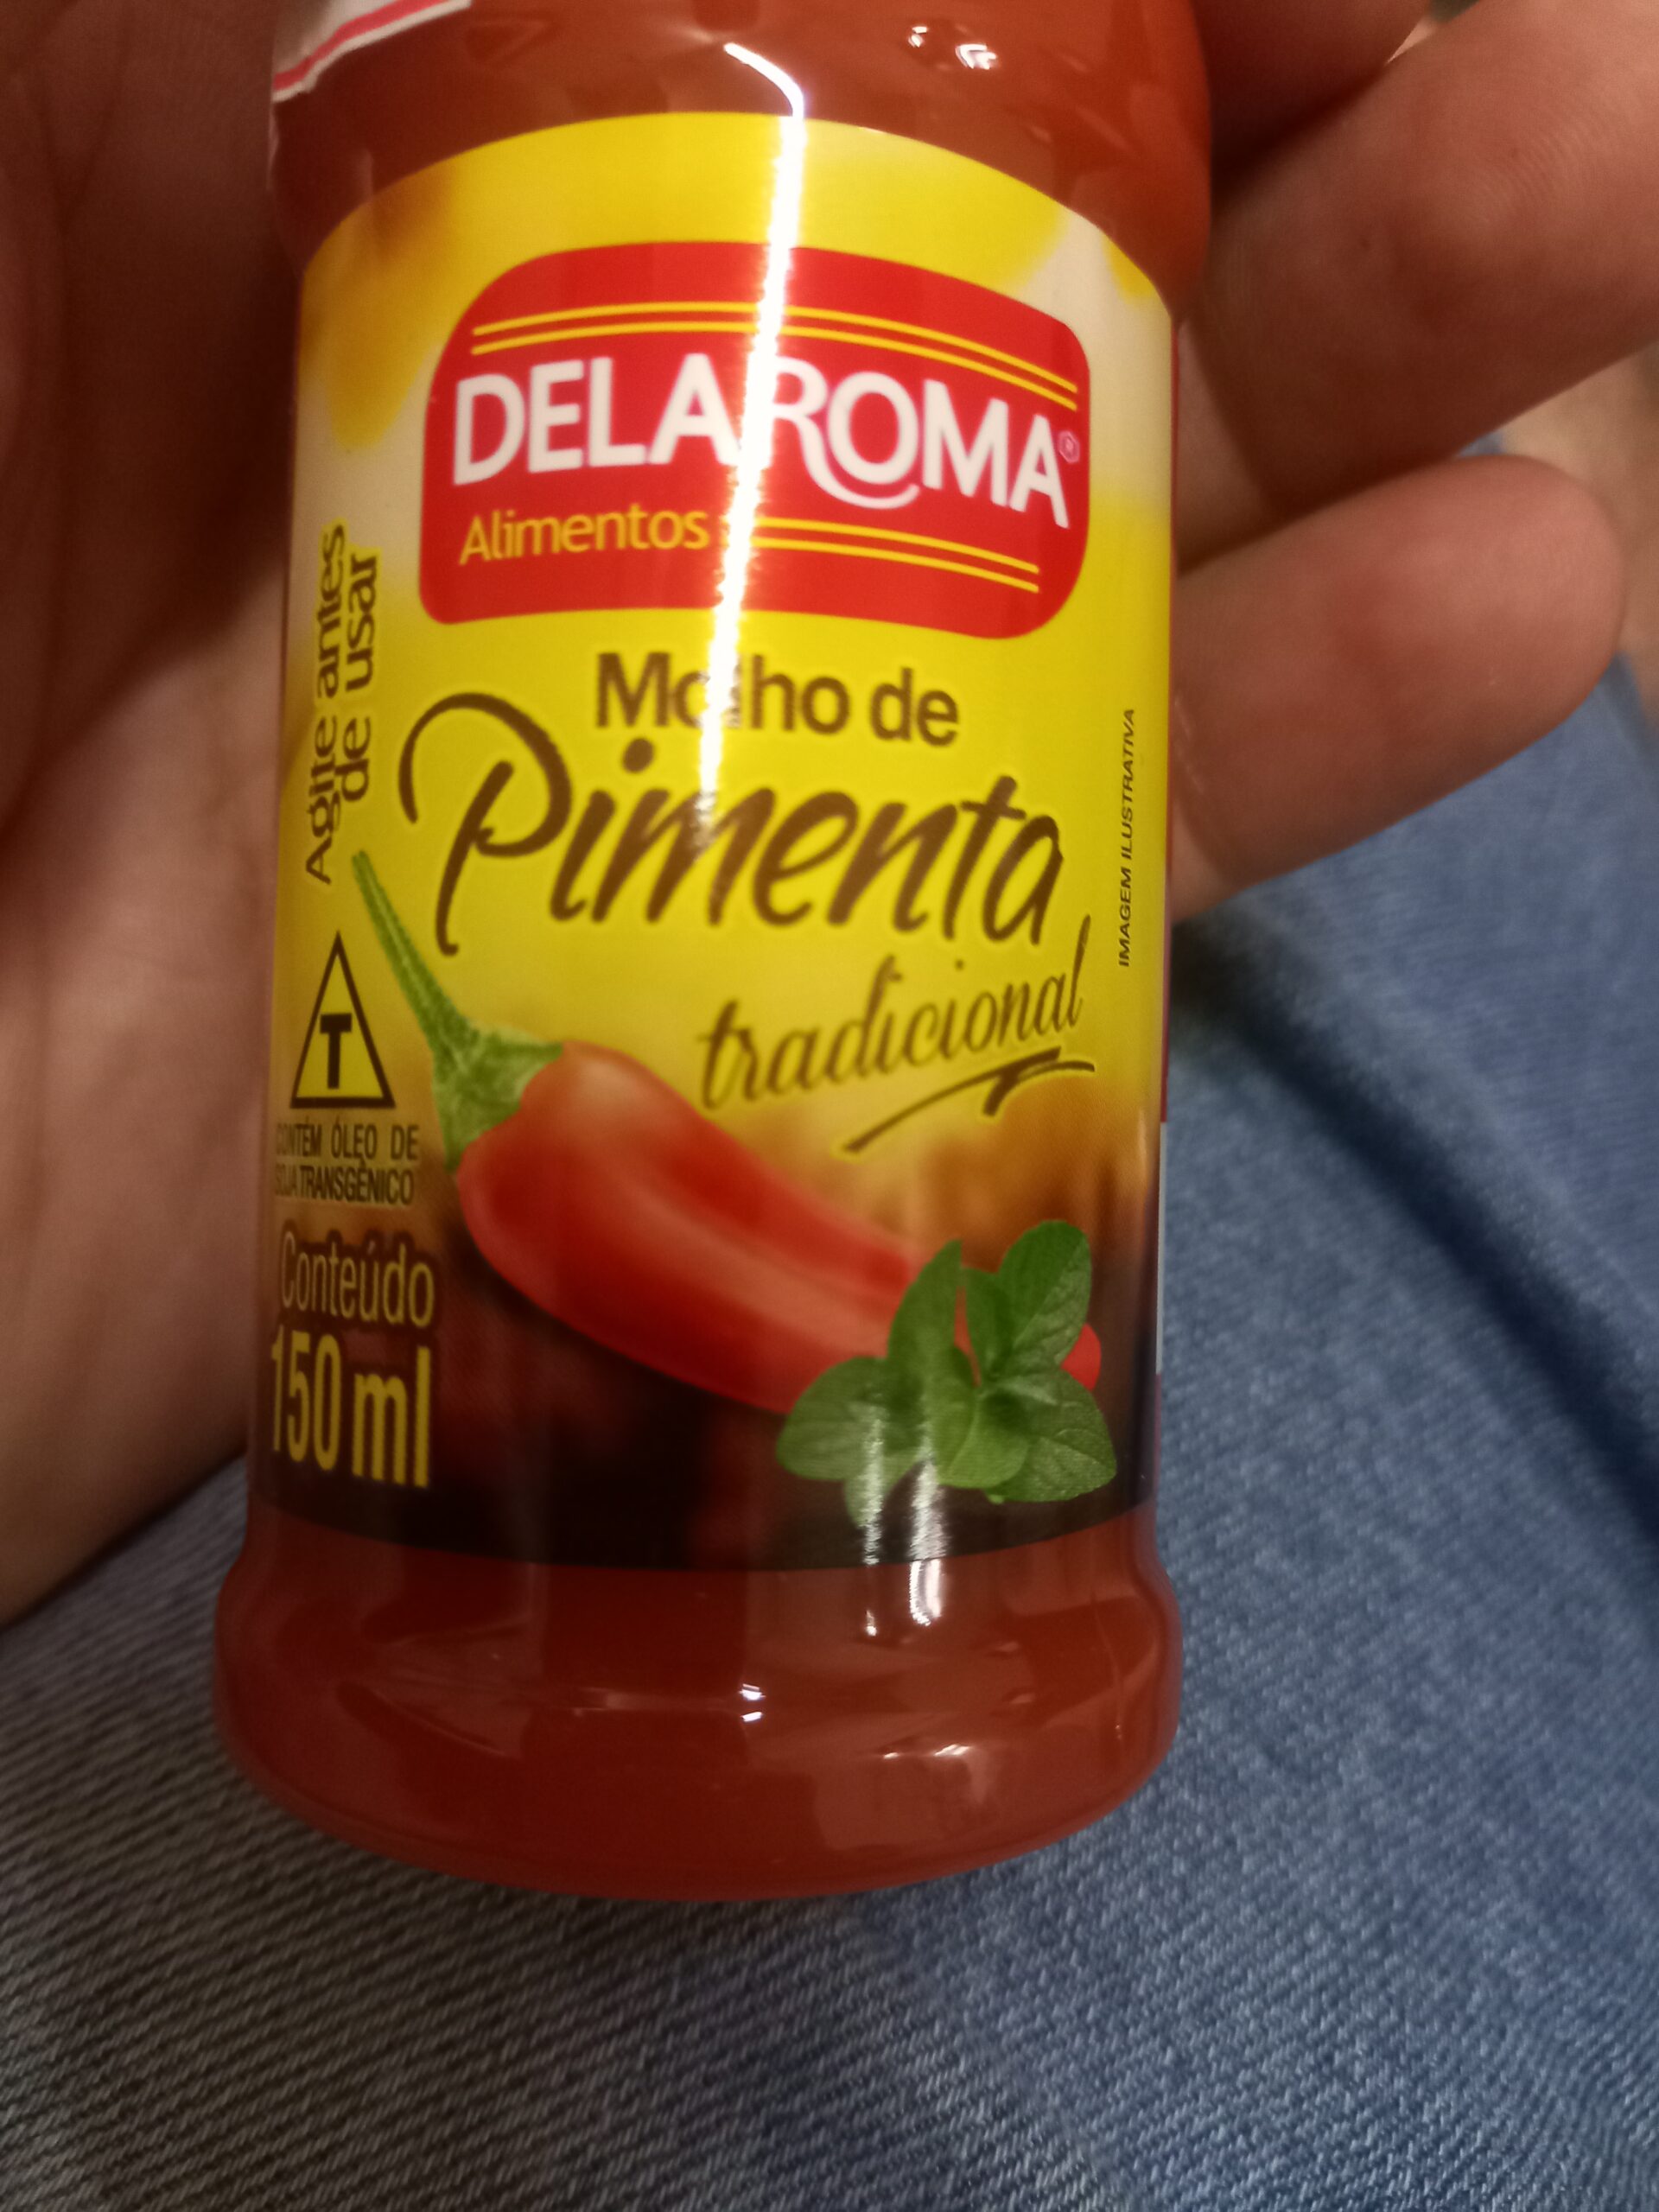 DELAROMA®
Alimentos
Molho de
Pimenta
tradicional
Agite antes
de usar
IMAGEM ILUSTRATIVA
T
CONTÉM ÓLEO DE
SOJA TRANSGÊNICO
Conteúdo
150 ml